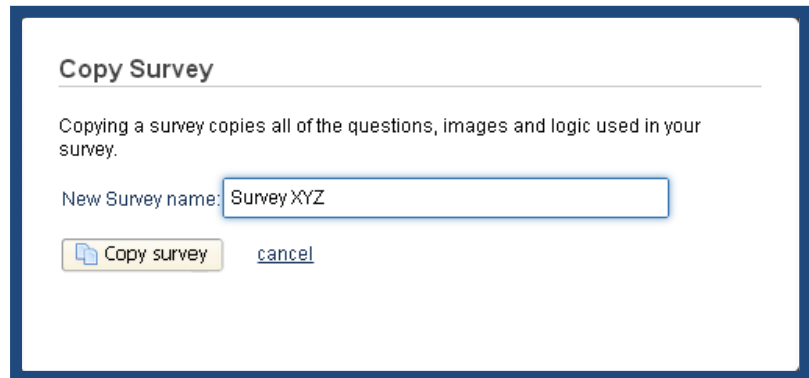 Copy Survey
Copying a survey copies all of the questions, images and logic used in your
survey.
New Survey name: Survey XYZ
Copy survey cancel